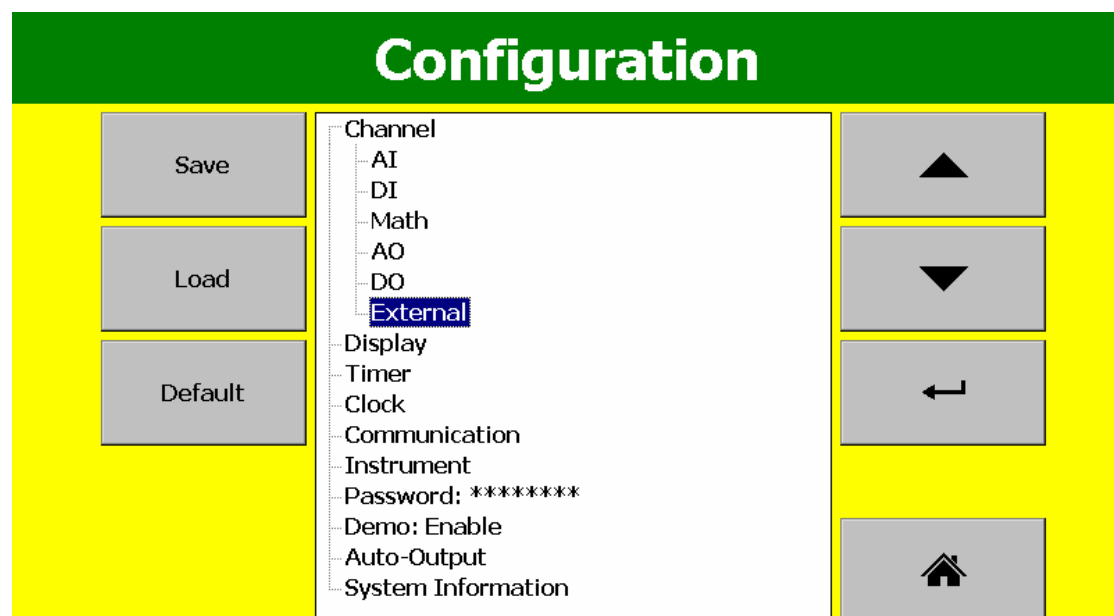 Configuration
Save
Load
Default
Channel
AI
DI
Math
AO
DO
External
Display
Timer
Clock
Communication
Instrument
Password: ********
Demo: Enable
Auto-Output
System Information